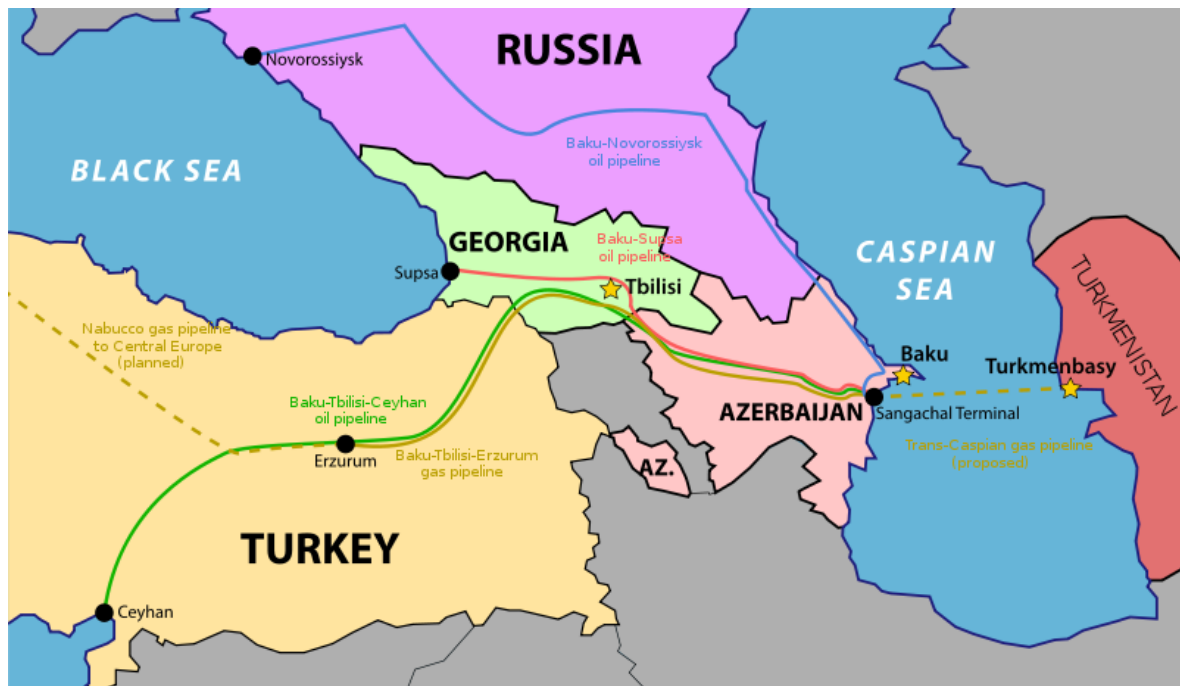 RUSSIA
Novorossiysk
Baku-Novorossiysk
oil pipeline
BLACK SEA
GEORGIA
Baku-Supsa
oil pipeline
CASPIAN
SEA
Supsa
Tbilisi
TURKMENISTAN
Nabucco gas pipeline
to Central Europe
(planned)
Baku
Turkmenbasy
Baku-Tbilisi-Ceyhan
oil pipeline
AZERBAIJAN
Sangachal Terminal
Erzurum
Baku-Tbilisi-Erzurum
gas pipeline
Trans-Caspian gas pipeline
(proposed)
AZ.
TURKEY
Ceyhan